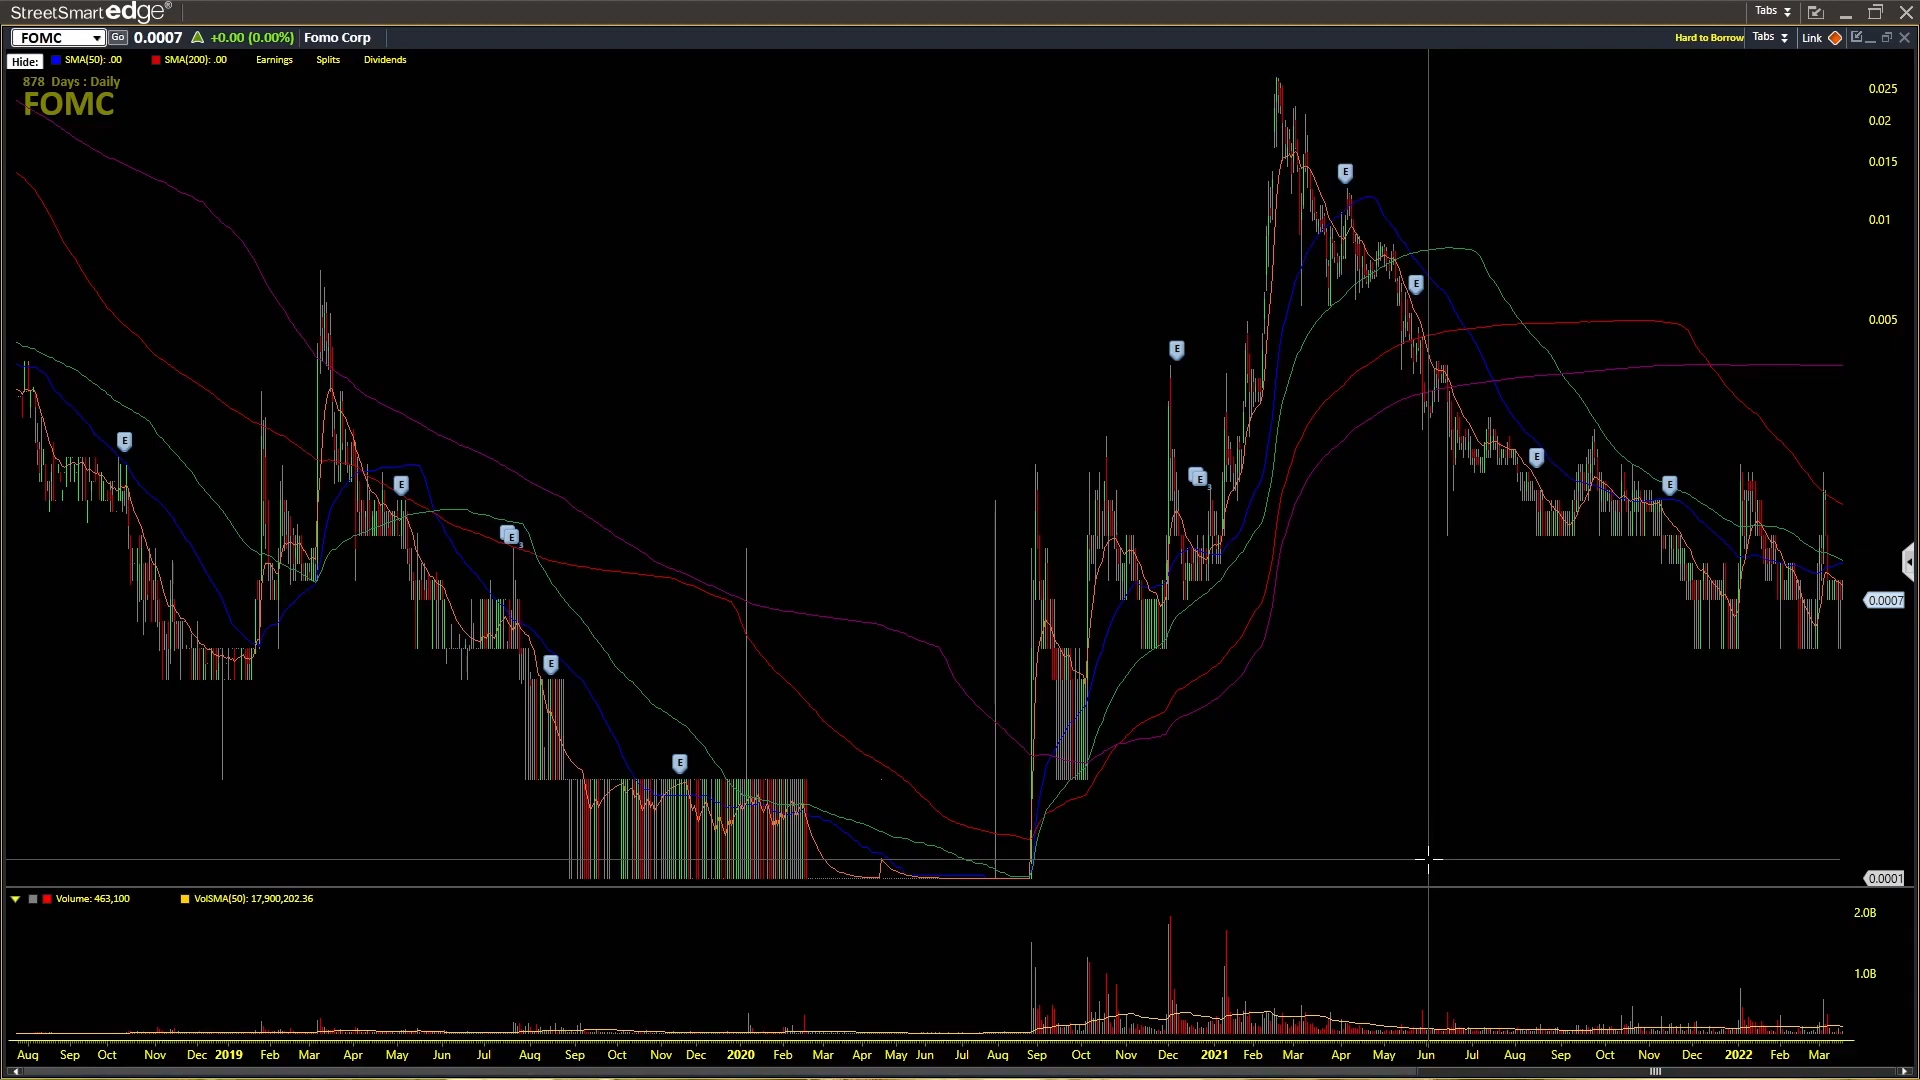 StreetSmart edge® Tabs
FOMC Go 0.0007 +0.00 (0.00%) Fomo Corp Hard to Borrow Tabs Link
Hide: SMA(50): .00 SMA(200): .00 Earnings Splits Dividends
878 Days : Daily
FOMC
0.025
0.02
0.015
E
0.01
E
0.005
E
E
E
E
E
E
E 3
E 3
0.0007
E
E
0.0001
Volume: 463,100 VolSMA(50): 17,900,202.36
2.0B
1.0B
Aug Sep Oct Nov Dec 2019 Feb Mar Apr May Jun Jul Aug Sep Oct Nov Dec 2020 Feb Mar Apr May Jun Jul Aug Sep Oct Nov Dec 2021 Feb Mar Apr May Jun Jul Aug Sep Oct Nov Dec 2022 Feb Mar